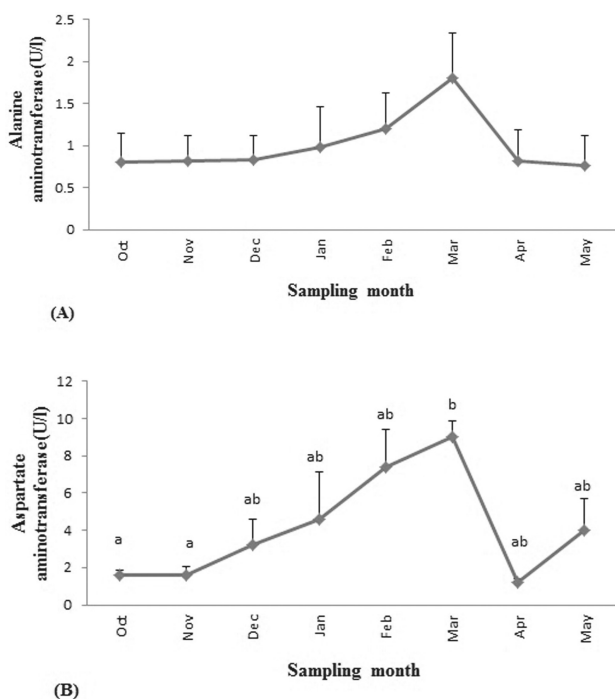 Alanine
aminotransferase(U/l)
2.5
2
1.5
1
0.5
0
Oct
Nov
Dec
Jan
Feb
Mar
Apr
May
Sampling month
(A)
Aspartate
aminotransferase(U/l)
12
10
8
6
4
2
0
a
a
ab
ab
ab
b
ab
ab
Oct
Nov
Dec
Jan
Feb
Mar
Apr
May
Sampling month
(B)